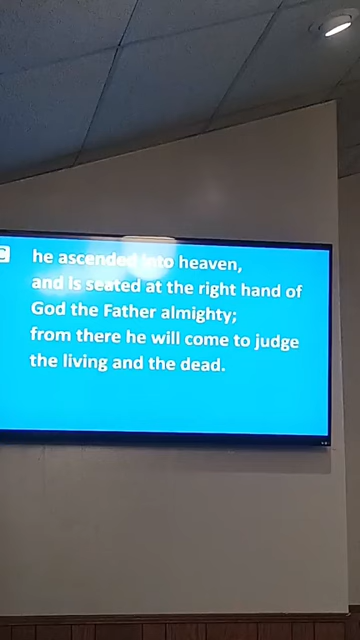 C he ascended into heaven,
and is seated at the right hand of
God the Father almighty;
from there he will come to judge
the living and the dead.